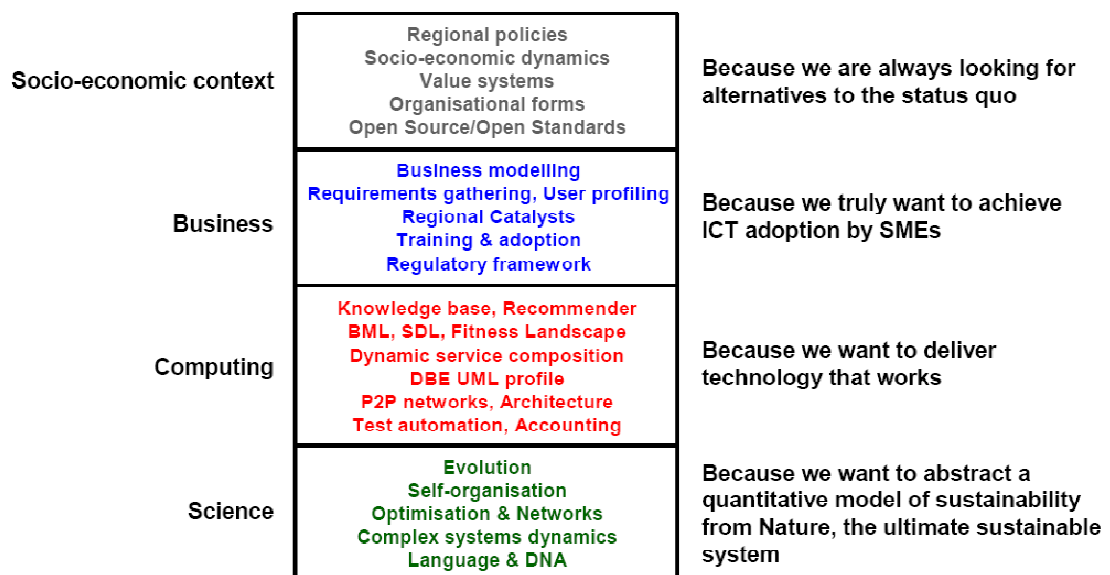 Socio-economic context
Regional policies
Socio-economic dynamics
Value systems
Organisational forms
Open Source/Open Standards
Because we are always looking for
alternatives to the status quo
Business
Business modelling
Requirements gathering, User profiling
Regional Catalysts
Training & adoption
Regulatory framework
Because we truly want to achieve
ICT adoption by SMEs
Computing
Knowledge base, Recommender
BML, SDL, Fitness Landscape
Dynamic service composition
DBE UML profile
P2P networks, Architecture
Test automation, Accounting
Because we want to deliver
technology that works
Science
Evolution
Self-organisation
Optimisation & Networks
Complex systems dynamics
Language & DNA
Because we want to abstract a
quantitative model of sustainability
from Nature, the ultimate sustainable
system